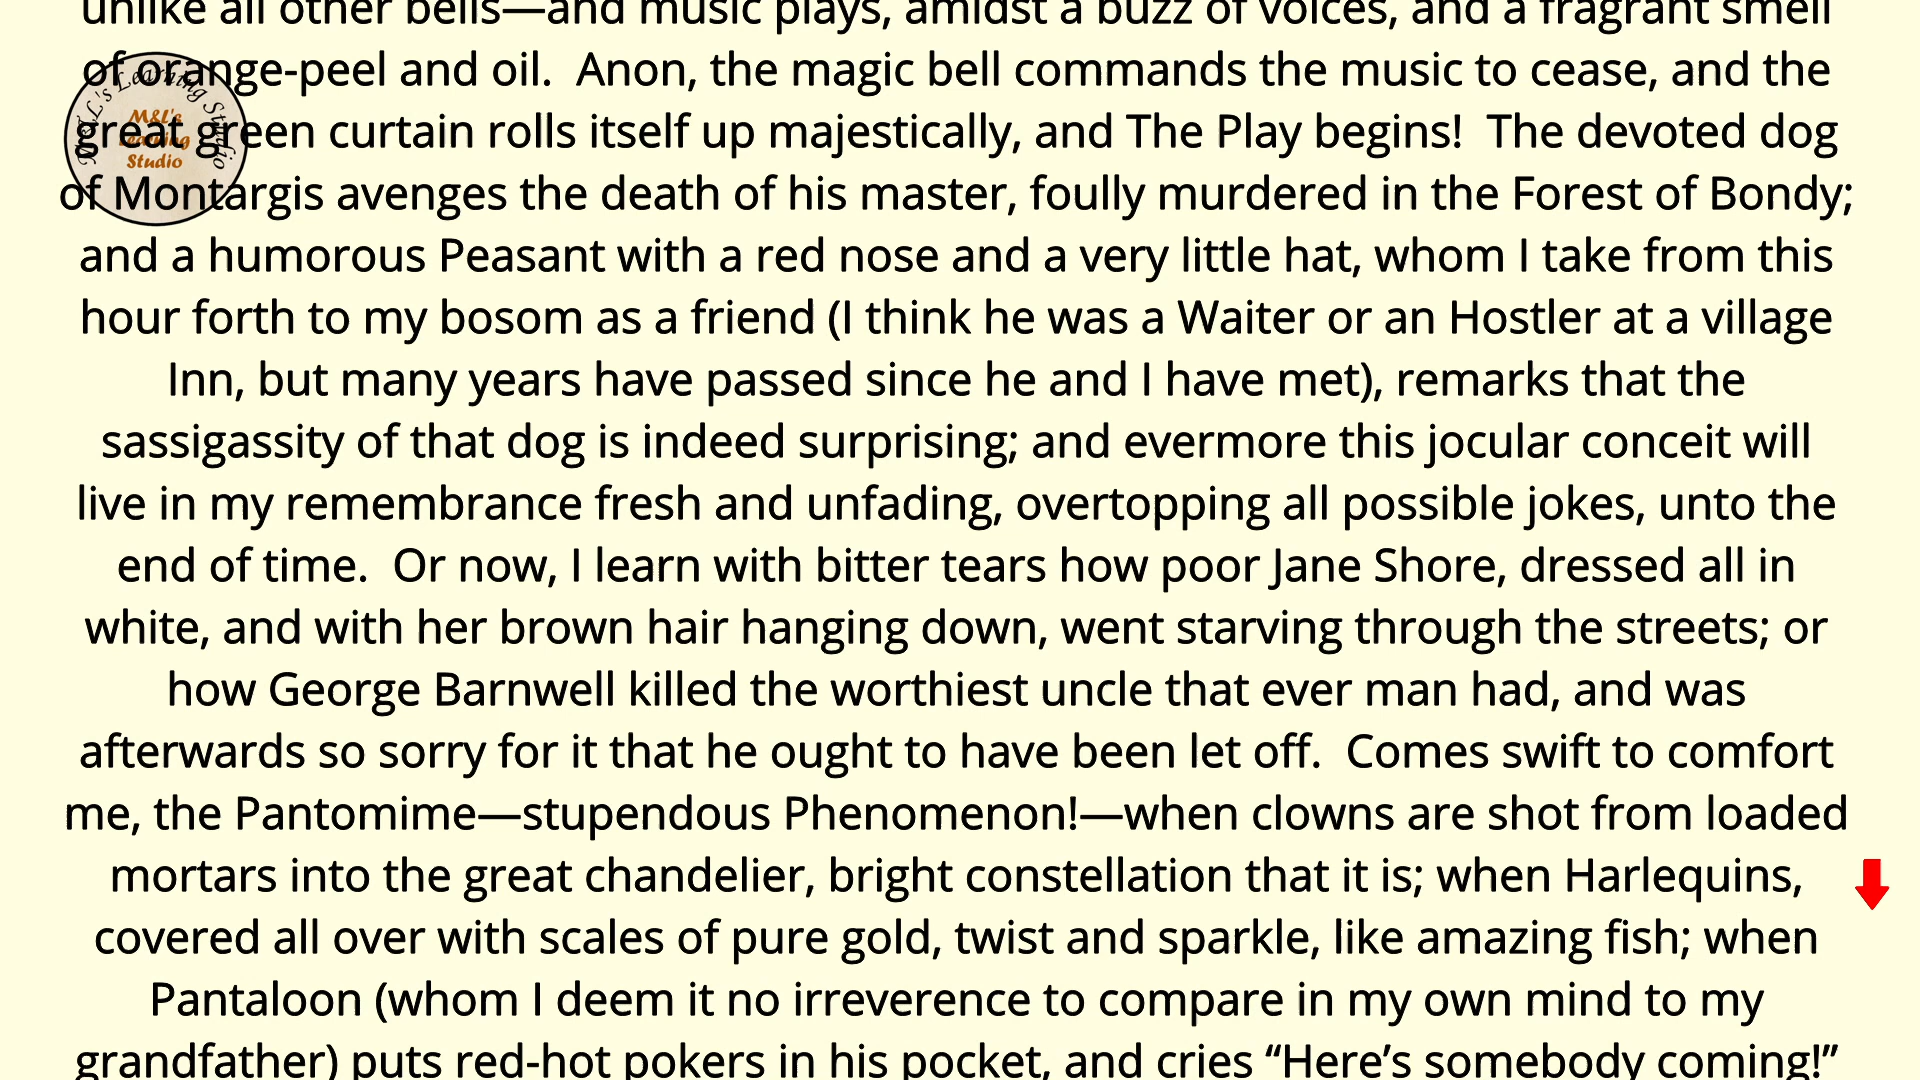 unlike all other bells—and music plays, amidst a buzz of voices, and a fragrant smell
of orange-peel and oil.  Anon, the magic bell commands the music to cease, and the
great green curtain rolls itself up majestically, and The Play begins!  The devoted dog
of Montargis avenges the death of his master, foully murdered in the Forest of Bondy;
and a humorous Peasant with a red nose and a very little hat, whom I take from this
hour forth to my bosom as a friend (I think he was a Waiter or an Hostler at a village
Inn, but many years have passed since he and I have met), remarks that the
sassigassity of that dog is indeed surprising; and evermore this jocular conceit will
live in my remembrance fresh and unfading, overtopping all possible jokes, unto the
end of time.  Or now, I learn with bitter tears how poor Jane Shore, dressed all in
white, and with her brown hair hanging down, went starving through the streets; or
how George Barnwell killed the worthiest uncle that ever man had, and was
afterwards so sorry for it that he ought to have been let off.  Comes swift to comfort
me, the Pantomime—stupendous Phenomenon!—when clowns are shot from loaded
mortars into the great chandelier, bright constellation that it is; when Harlequins,
covered all over with scales of pure gold, twist and sparkle, like amazing fish; when
Pantaloon (whom I deem it no irreverence to compare in my own mind to my
grandfather) puts red-hot pokers in his pocket, and cries “Here’s somebody coming!”
M&L's Learning Studio
M&L's
Learning
Studio